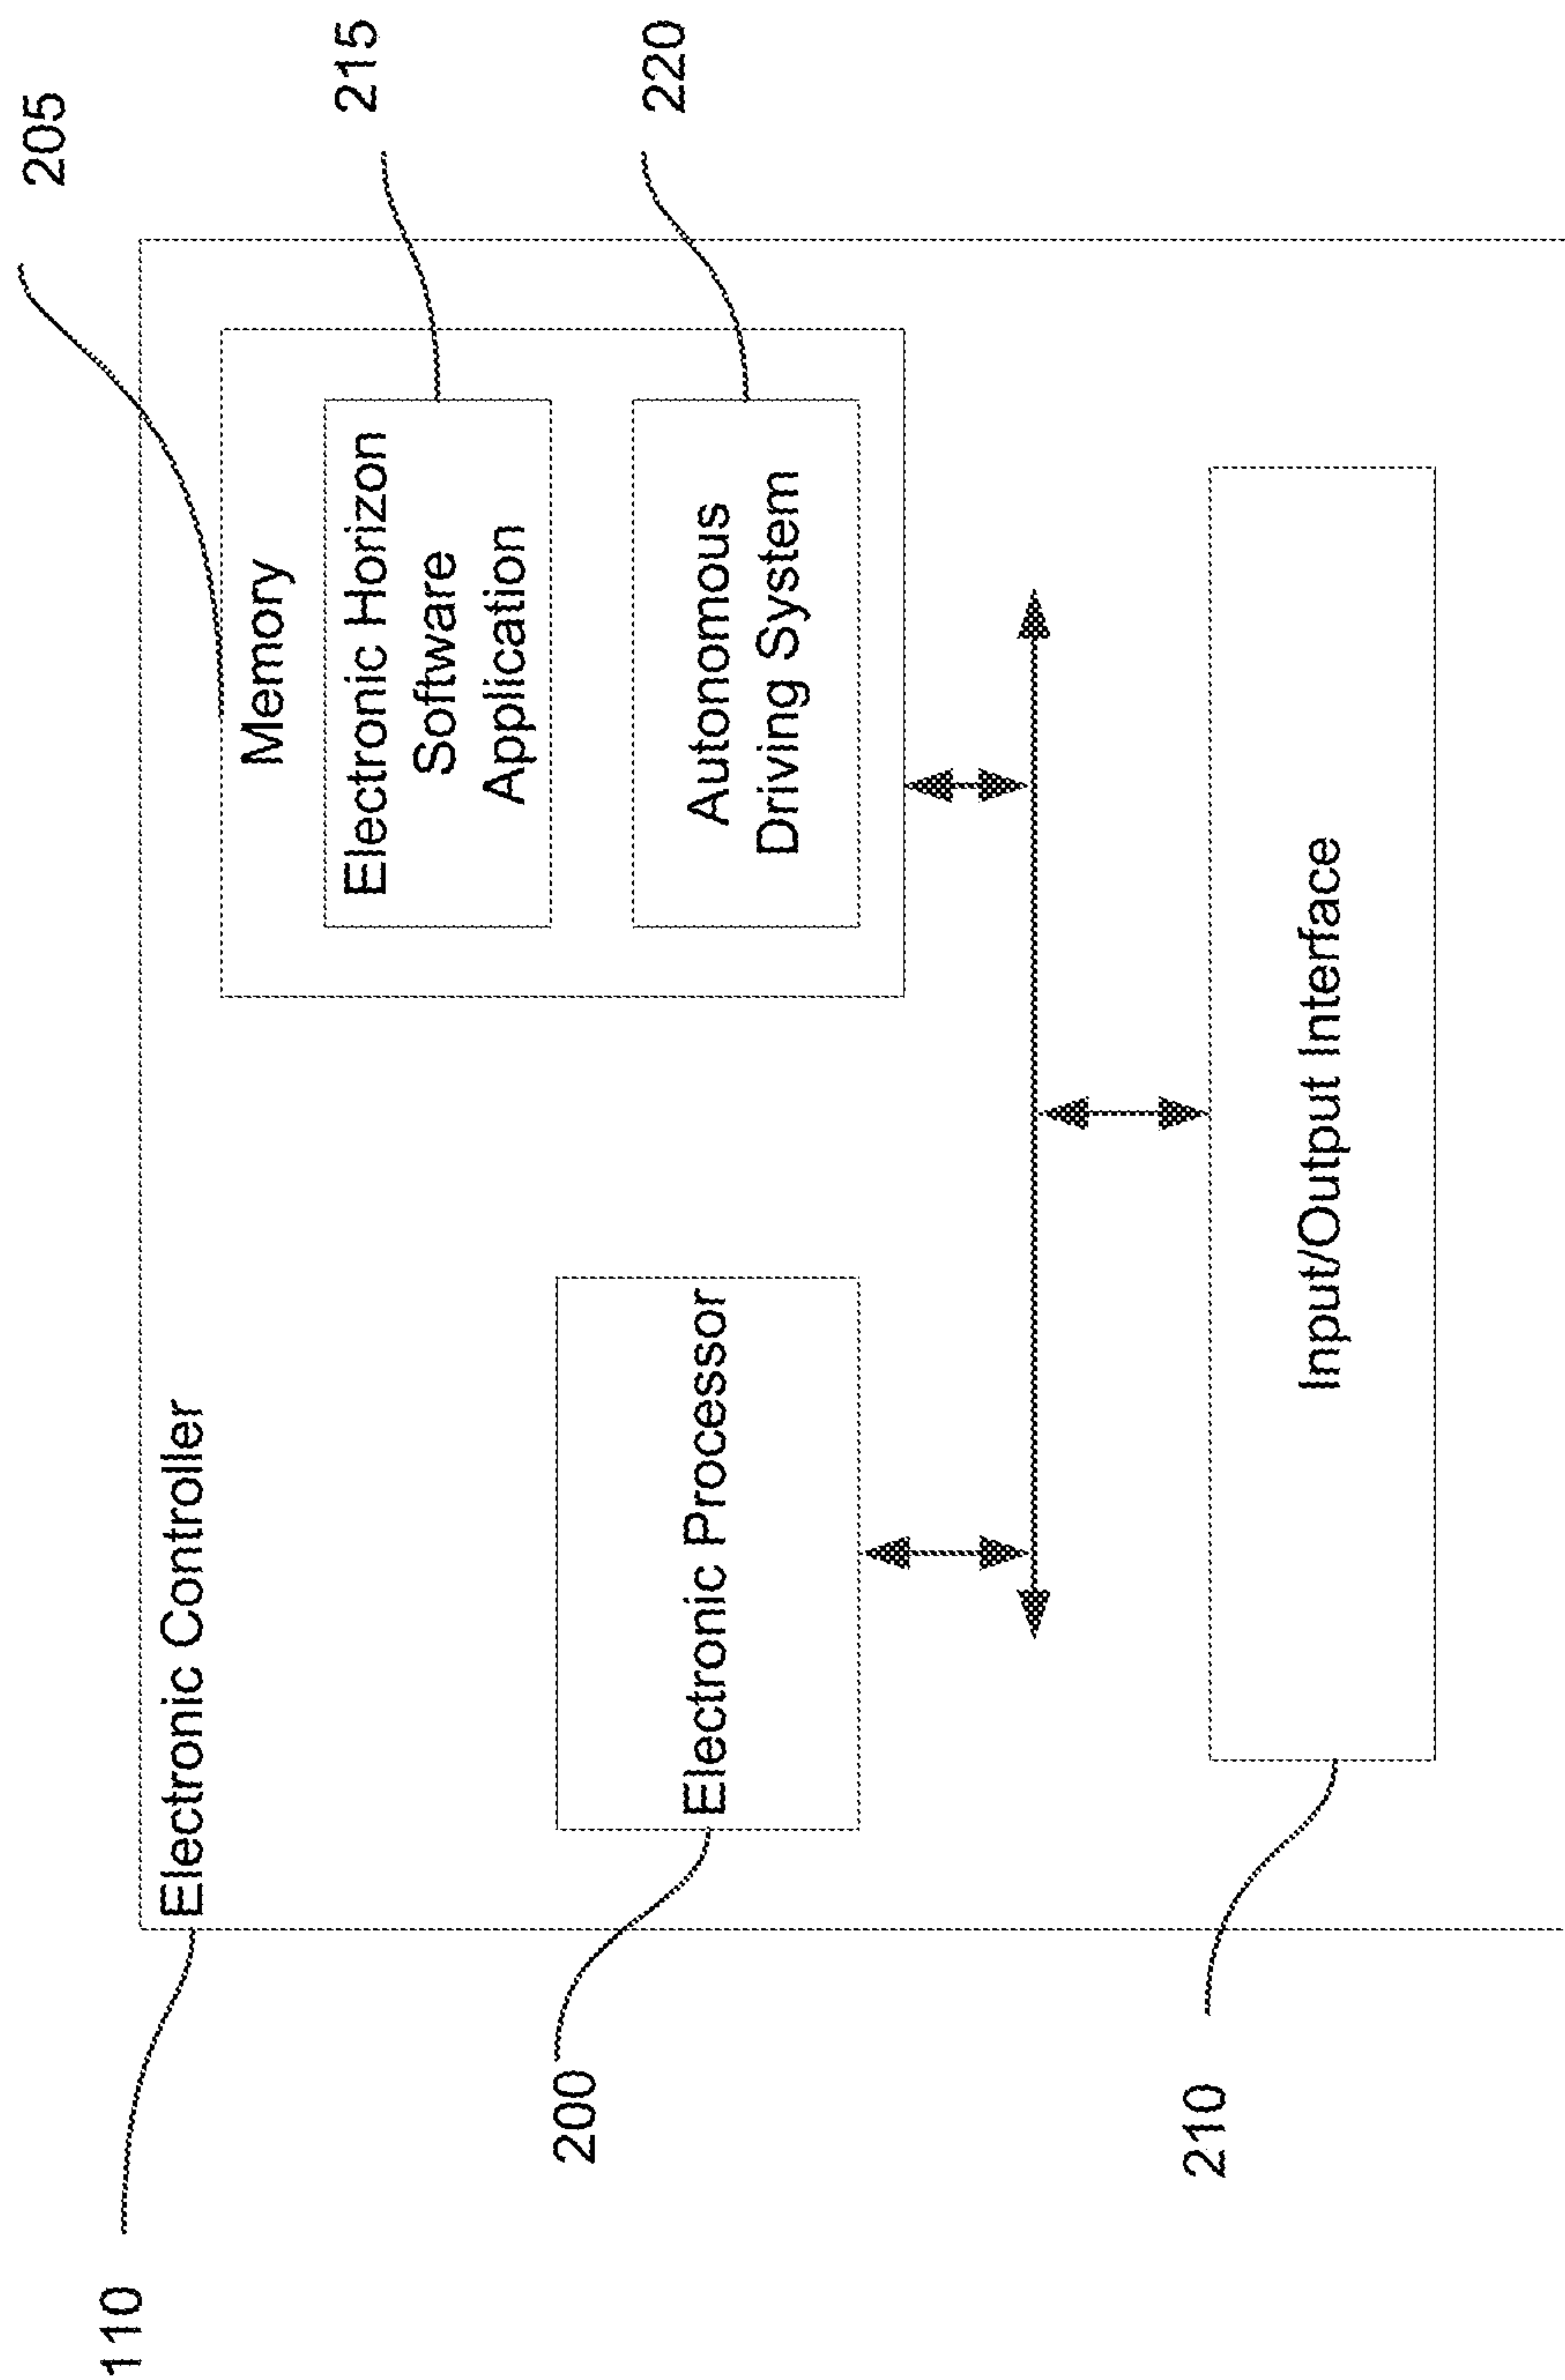 205
110
Electronic Controller
Memory
215
Electronic Horizon
Software
Application
200
Electronic Processor
220
Autonomous
Driving System
210
Input/Output Interface